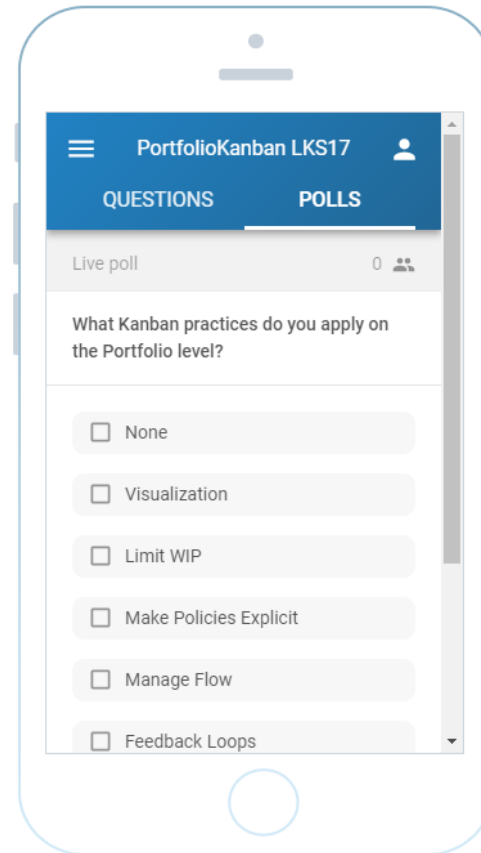 PortfolioKanban LKS17
QUESTIONS POLLS
Live poll 0
What Kanban practices do you apply on
the Portfolio level?
None
Visualization
Limit WIP
Make Policies Explicit
Manage Flow
Feedback Loops